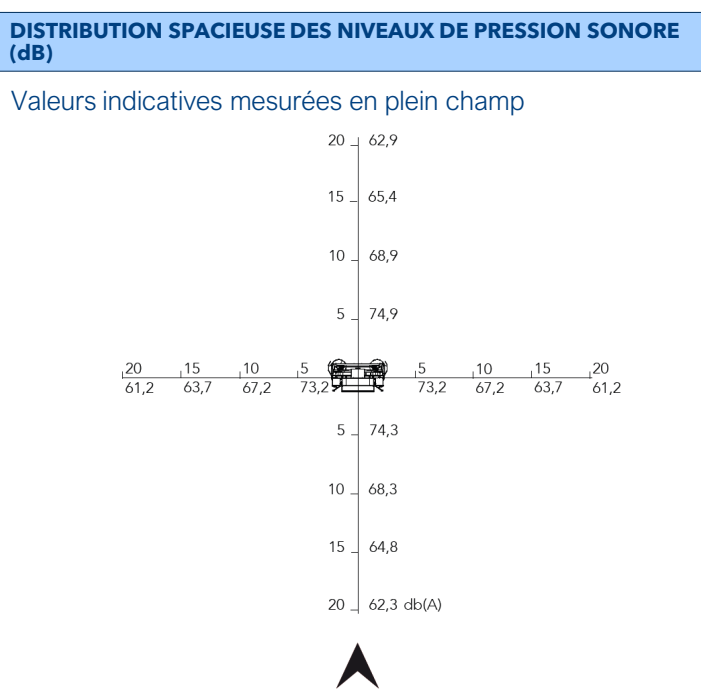 DISTRIBUTION SPACIEUSE DES NIVEAUX DE PRESSION SONORE
(dB)
Valeurs indicatives mesurées en plein champ
20 62,9
15 65,4
10 68,9
5 74,9
20 15 10 5 5 10 15 20
61,2 63,7 67,2 73,2 73,2 67,2 63,7 61,2
5 74,3
10 68,3
15 64,8
20 62,3 db(A)